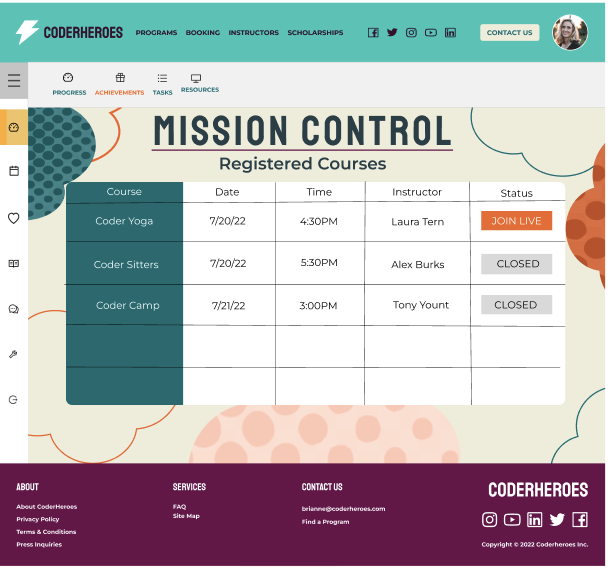 CODERHEROES PROGRAMS BOOKING INSTRUCTORS SCHOLARSHIPS CONTACT US
PROGRESS ACHIEVEMENTS TASKS RESOURCES
MISSION CONTROL
Registered Courses
Course Date Time Instructor Status
Coder Yoga 7/20/22 4:30PM Laura Tern JOIN LIVE
Coder Sitters 7/20/22 5:30PM Alex Burks CLOSED
Coder Camp 7/21/22 3:00PM Tony Yount CLOSED
ABOUT
About CoderHeroes
Privacy Policy
Terms & Conditions
Press Inquiries
SERVICES
FAQ
Site Map
CONTACT US
brianne@coderheroes.com
Find a Program
CODERHEROES
Copyright © 2022 Coderheroes Inc.